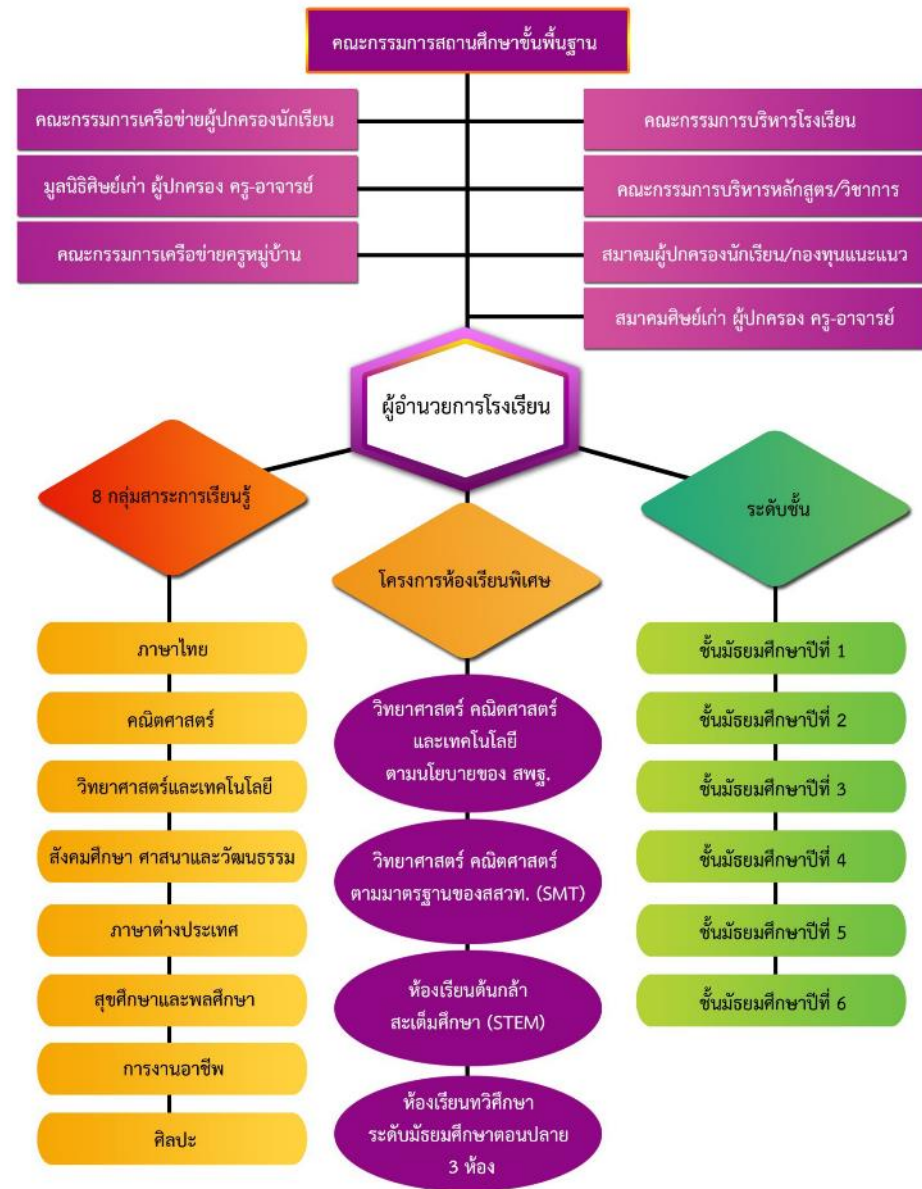 คณะกรรมการสถานศึกษาขั้นพื้นฐาน
คณะกรรมการเครือข่ายผู้ปกครองนักเรียน
คณะกรรมการบริหารโรงเรียน
มูลนิธิศิษย์เก่า ผู้ปกครอง ครู-อาจารย์
คณะกรรมการบริหารหลักสูตร/วิชาการ
คณะกรรมการเครือข่ายครูหมู่บ้าน
สมาคมผู้ปกครองนักเรียน/กองทุนแนะแนว
สมาคมศิษย์เก่า ผู้ปกครอง ครู-อาจารย์
ผู้อำนวยการโรงเรียน
8 กลุ่มสาระการเรียนรู้
ภาษาไทย
คณิตศาสตร์
วิทยาศาสตร์และเทคโนโลยี
สังคมศึกษา ศาสนาและวัฒนธรรม
ภาษาต่างประเทศ
สุขศึกษาและพลศึกษา
การงานอาชีพ
ศิลปะ
โครงการห้องเรียนพิเศษ
วิทยาศาสตร์ คณิตศาสตร์
และเทคโนโลยี
ตามนโยบายของ สพฐ.
วิทยาศาสตร์ คณิตศาสตร์
ตามมาตรฐานของสสวท. (SMT)
ห้องเรียนต้นกล้า
สะเต็มศึกษา (STEM)
ห้องเรียนทวิศึกษา
ระดับมัธยมศึกษาตอนปลาย
3 ห้อง
ระดับชั้น
ชั้นมัธยมศึกษาปีที่ 1
ชั้นมัธยมศึกษาปีที่ 2
ชั้นมัธยมศึกษาปีที่ 3
ชั้นมัธยมศึกษาปีที่ 4
ชั้นมัธยมศึกษาปีที่ 5
ชั้นมัธยมศึกษาปีที่ 6